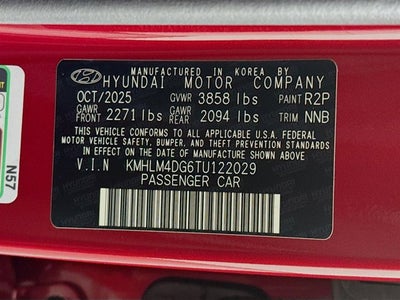 MANUFACTURED IN KOREA BY
HYUNDAI MOTOR COMPANY
OCT/2025 GVWR 3858 lbs PAINT R2P
GAWR FRONT 2271 lbs GAWR REAR 2094 lbs TRIM NNB
THIS VEHICLE CONFORMS TO ALL APPLICABLE U.S.A. FEDERAL
MOTOR VEHICLE SAFETY, BUMPER, AND THEFT PREVENTION STANDARDS
IN EFFECT ON THE DATE OF MANUFACTURE SHOWN ABOVE.
V.I.N KMHLM4DG6TU122029
PASSENGER CAR
N57